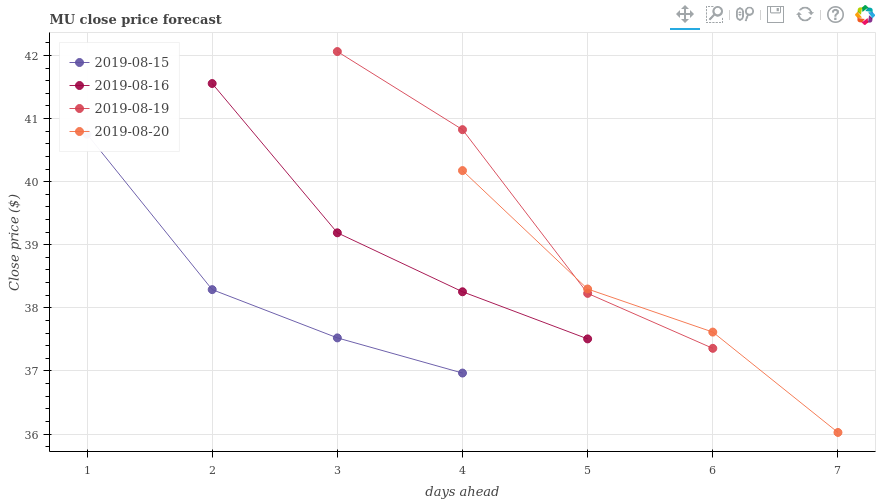 MU close price forecast
2019-08-15
2019-08-16
2019-08-19
2019-08-20
Close price ($)
42
41
40
39
38
37
36
1 2 3 4 5 6 7
days ahead